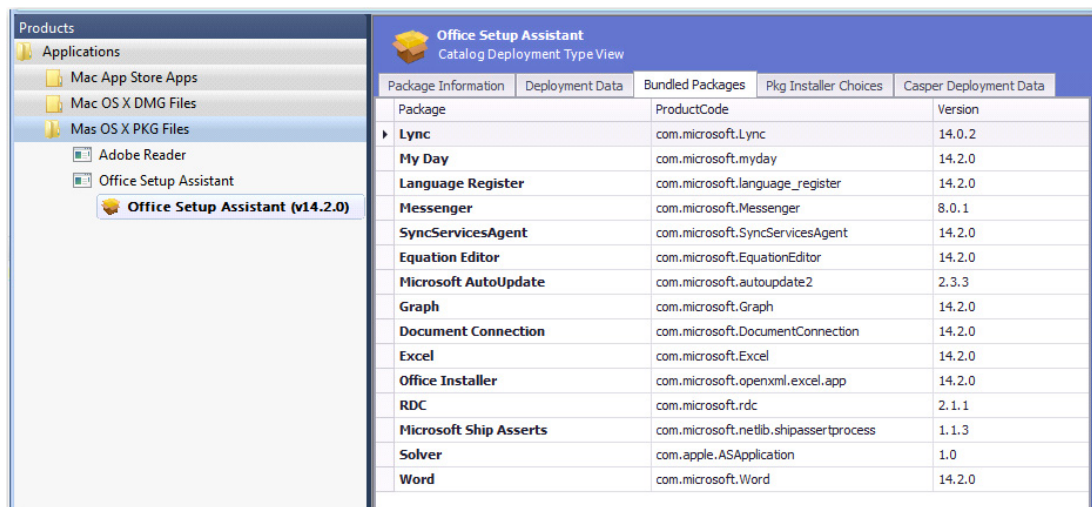 Products
Applications
Mac App Store Apps
Mac OS X DMG Files
Mas OS X PKG Files
Adobe Reader
Office Setup Assistant
Office Setup Assistant (v14.2.0)
Office Setup Assistant
Catalog Deployment Type View
Package Information Deployment Data Bundled Packages Pkg Installer Choices Casper Deployment Data
Package ProductCode Version
Lync com.microsoft.Lync 14.0.2
My Day com.microsoft.myday 14.2.0
Language Register com.microsoft.language_register 14.2.0
Messenger com.microsoft.Messenger 8.0.1
SyncServicesAgent com.microsoft.SyncServicesAgent 14.2.0
Equation Editor com.microsoft.EquationEditor 14.2.0
Microsoft AutoUpdate com.microsoft.autoupdate2 2.3.3
Graph com.microsoft.Graph 14.2.0
Document Connection com.microsoft.DocumentConnection 14.2.0
Excel com.microsoft.Excel 14.2.0
Office Installer com.microsoft.openxml.excel.app 14.2.0
RDC com.microsoft.rdc 2.1.1
Microsoft Ship Asserts com.microsoft.netlib.shipassertprocess 1.1.3
Solver com.apple.ASApplication 1.0
Word com.microsoft.Word 14.2.0